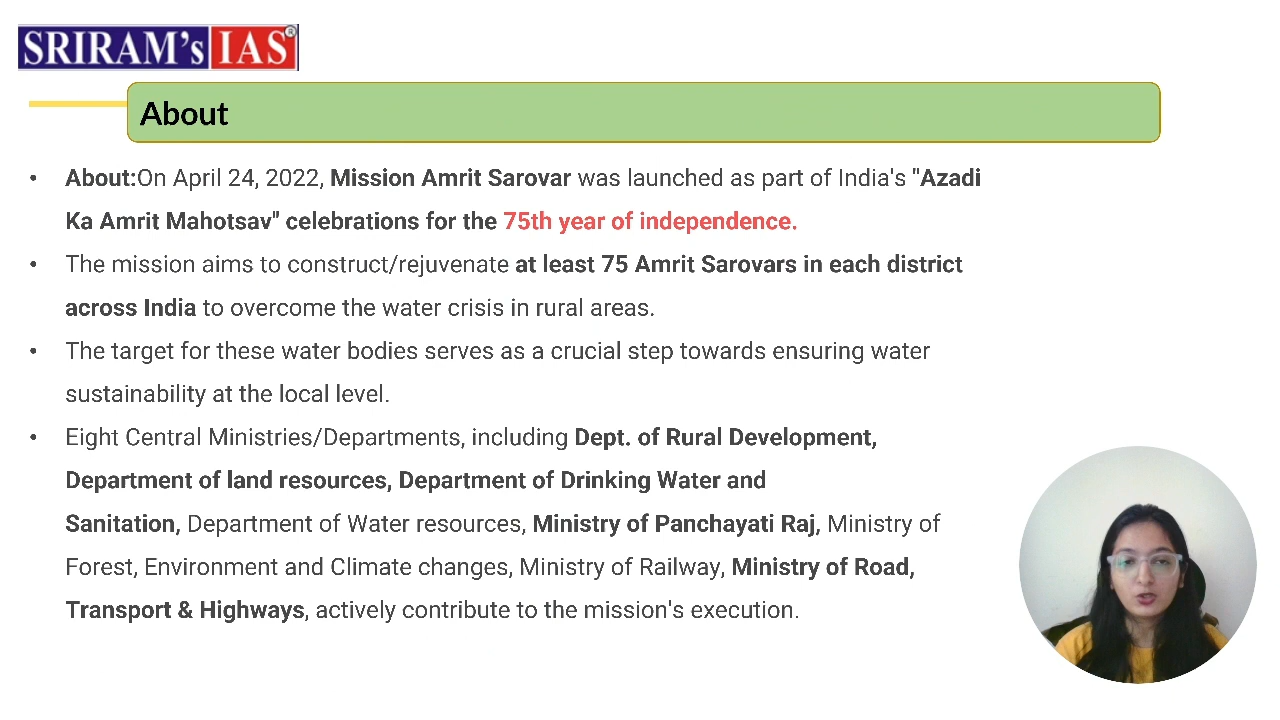 SRIRAM's IAS®
About
• About:On April 24, 2022, Mission Amrit Sarovar was launched as part of India's "Azadi
Ka Amrit Mahotsav" celebrations for the 75th year of independence.
• The mission aims to construct/rejuvenate at least 75 Amrit Sarovars in each district
across India to overcome the water crisis in rural areas.
• The target for these water bodies serves as a crucial step towards ensuring water
sustainability at the local level.
• Eight Central Ministries/Departments, including Dept. of Rural Development,
Department of land resources, Department of Drinking Water and
Sanitation, Department of Water resources, Ministry of Panchayati Raj, Ministry of
Forest, Environment and Climate changes, Ministry of Railway, Ministry of Road,
Transport & Highways, actively contribute to the mission's execution.